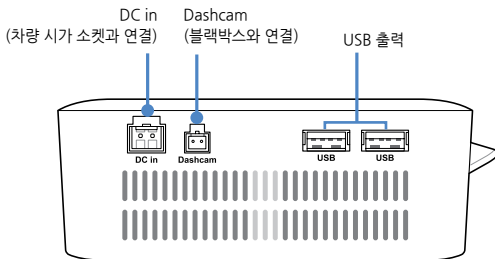 DC in
(차량 시가 소켓과 연결)
Dashcam
(블랙박스와 연결)
USB 출력
DC in
Dashcam
USB
USB